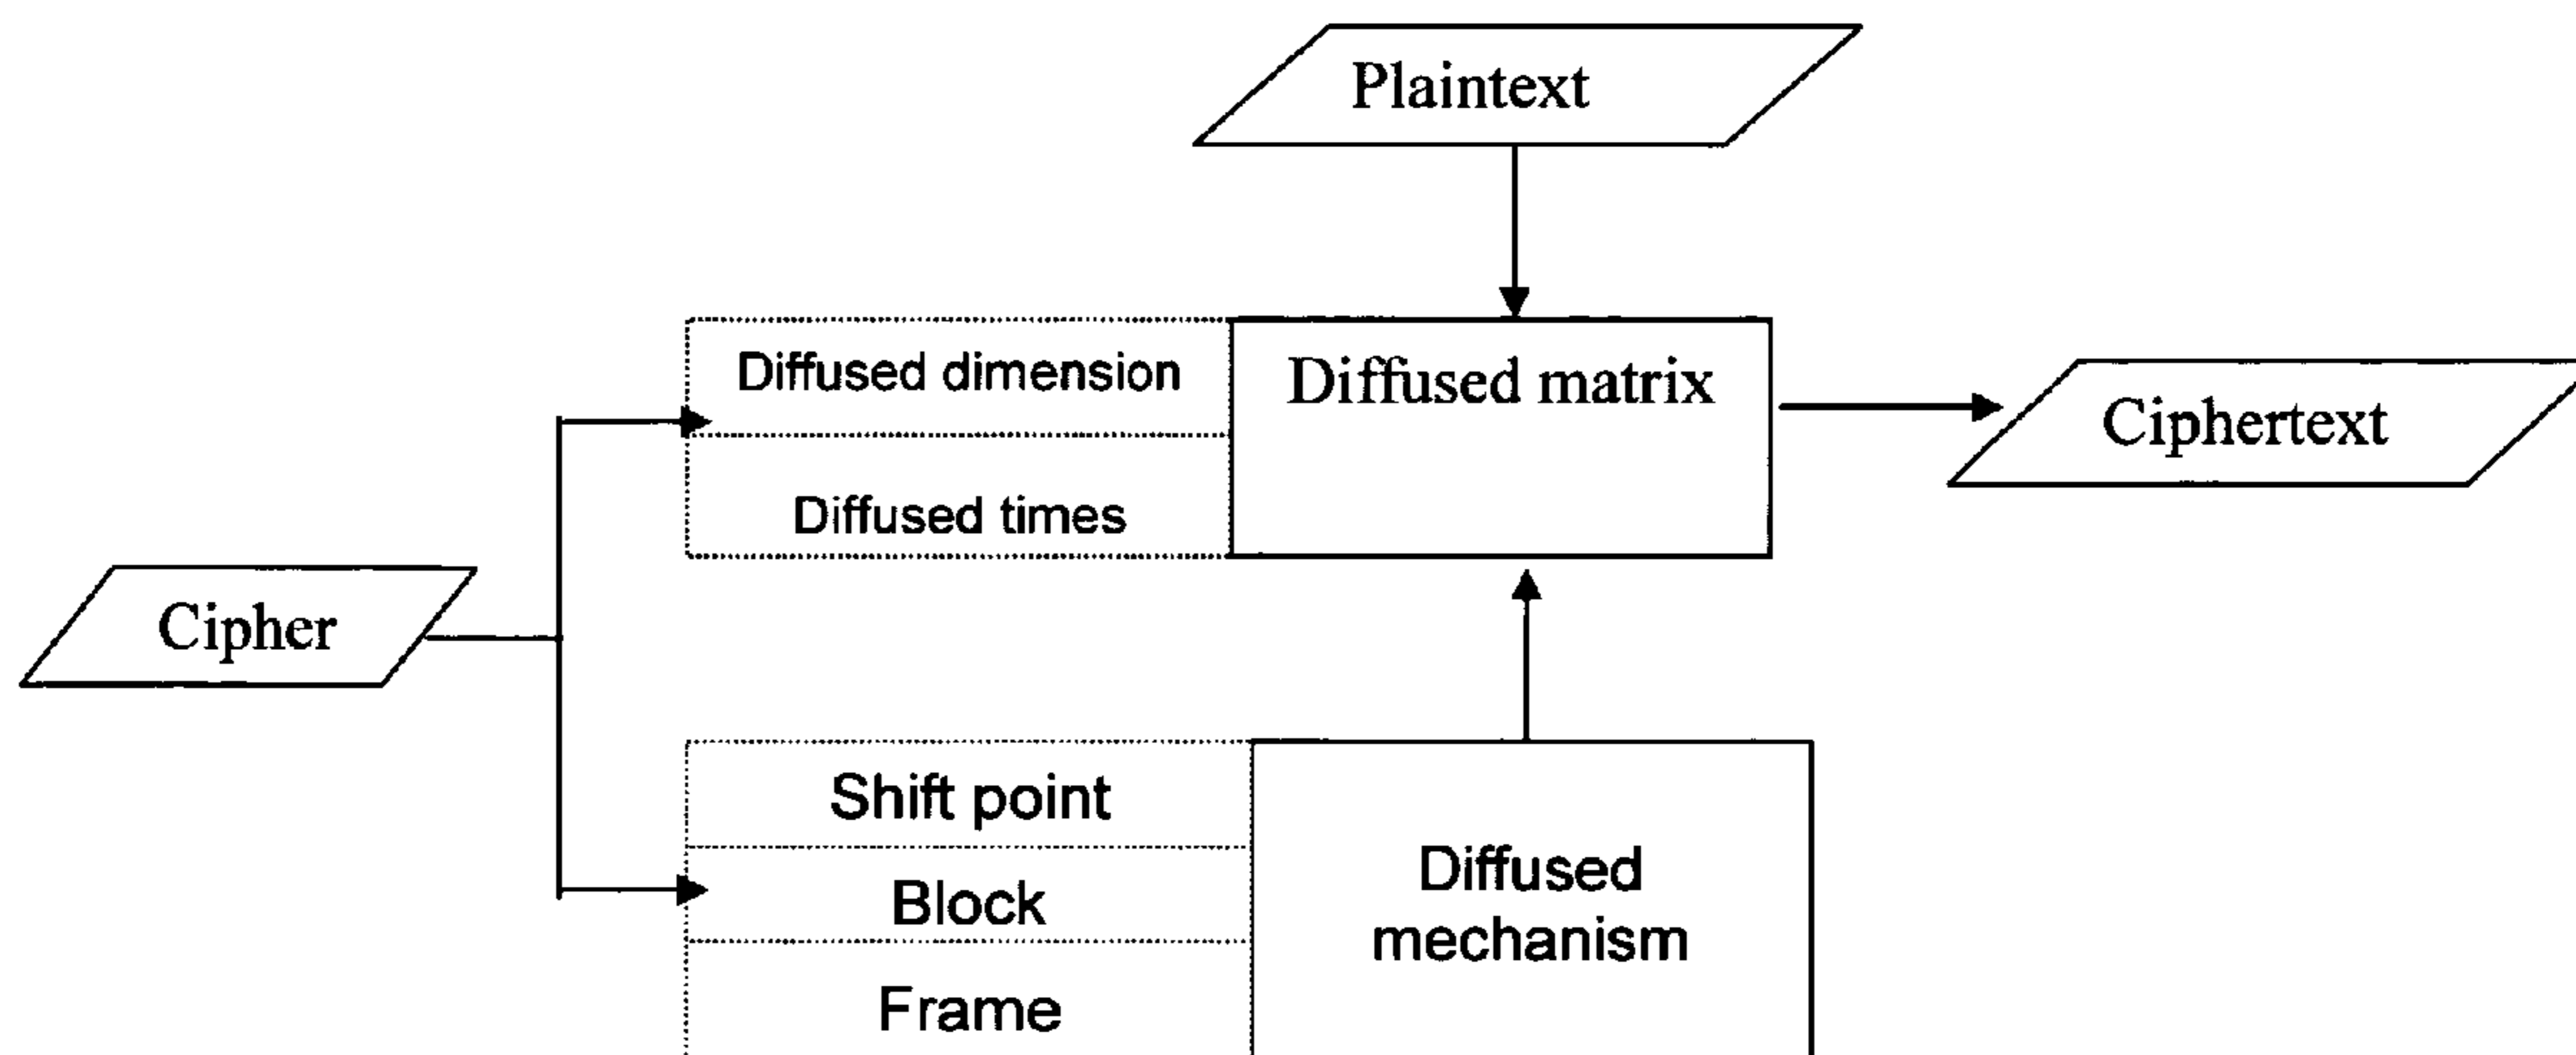 Plaintext
Diffused dimension
Diffused matrix
Ciphertext
Diffused times
Cipher
Shift point
Block
Diffused
mechanism
Frame